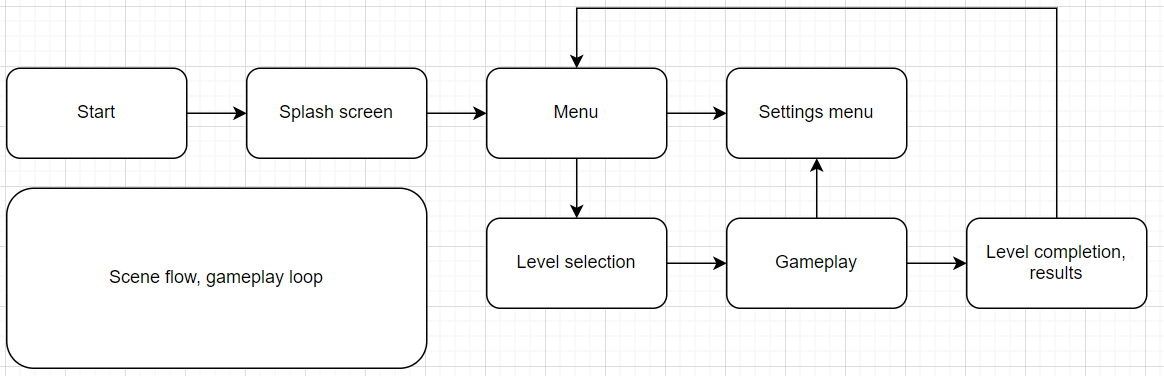 Start
Splash screen
Menu
Settings menu
Scene flow, gameplay loop
Level selection
Gameplay
Level completion,
results